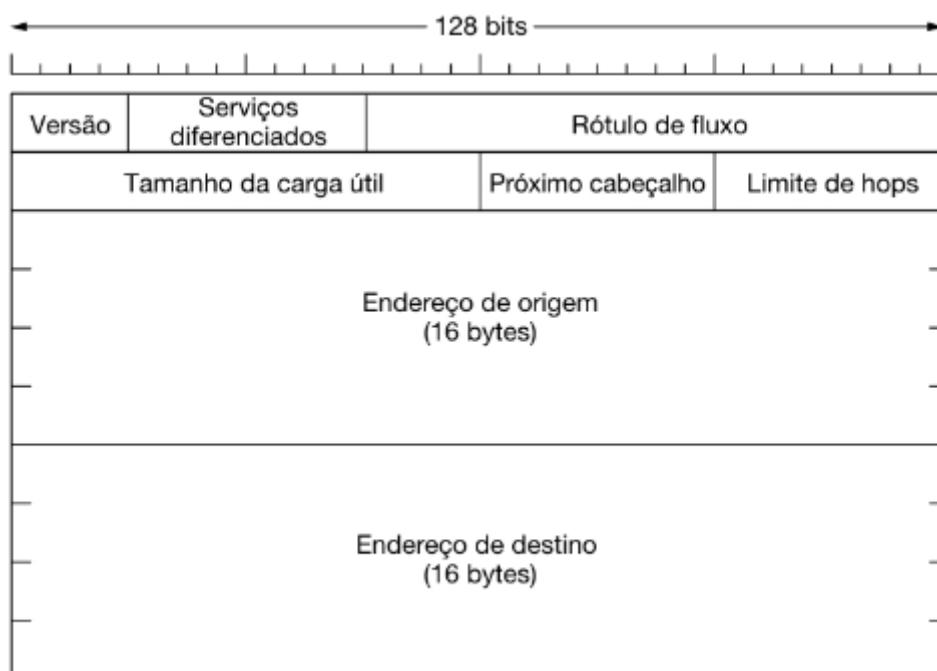 128 bits
Versão
Serviços
diferenciados
Rótulo de fluxo
Tamanho da carga útil
Próximo cabeçalho
Limite de hops
Endereço de origem
(16 bytes)
Endereço de destino
(16 bytes)